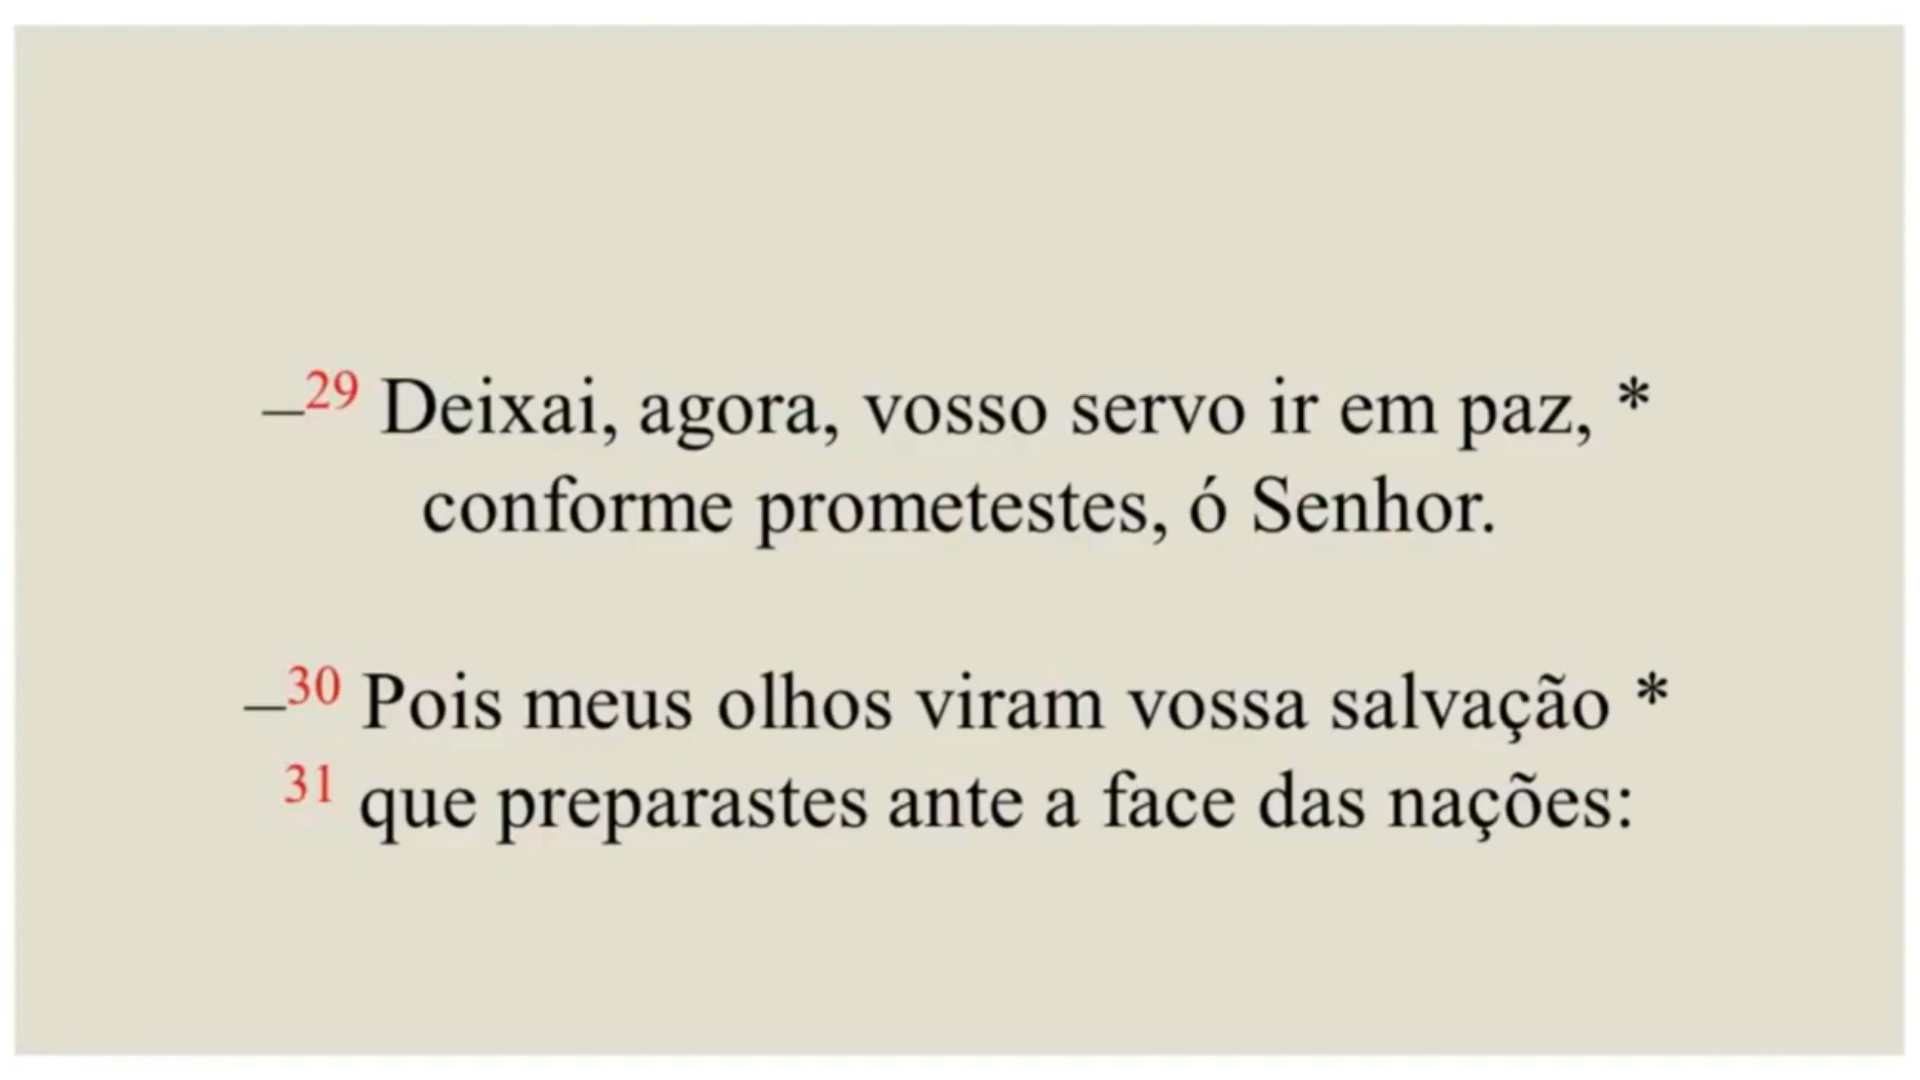 –29 Deixai, agora, vosso servo ir em paz, *
conforme prometestes, ó Senhor.
–30 Pois meus olhos viram vossa salvação *
31 que preparastes ante a face das nações: